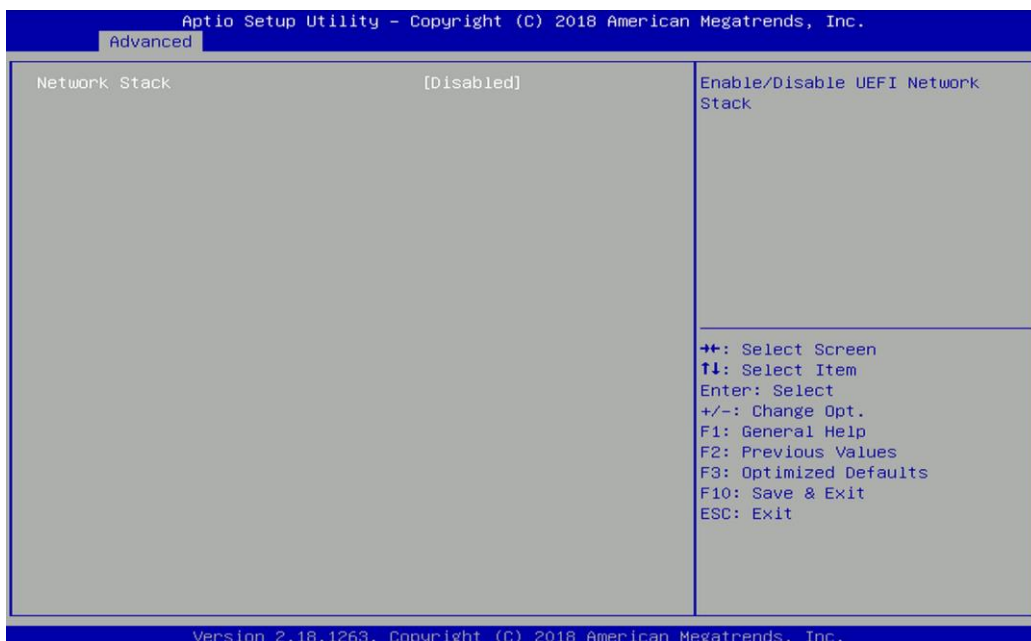 Aptio Setup Utility – Copyright (C) 2018 American Megatrends, Inc.
Advanced
Network Stack [Disabled]
Enable/Disable UEFI Network
Stack
→←: Select Screen
↑↓: Select Item
Enter: Select
+/-: Change Opt.
F1: General Help
F2: Previous Values
F3: Optimized Defaults
F10: Save & Exit
ESC: Exit
Version 2.18.1263. Copyright (C) 2018 American Megatrends, Inc.